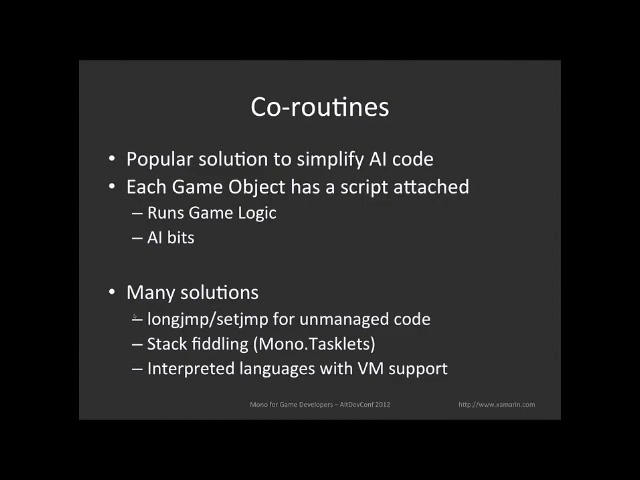 Co-routines
• Popular solution to simplify AI code
• Each Game Object has a script attached
– Runs Game Logic
– AI bits
• Many solutions
– longjmp/setjmp for unmanaged code
– Stack fiddling (Mono.Tasklets)
– Interpreted languages with VM support
Mono for Game Developers – AltDevConf 2012
http://www.xamarin.com